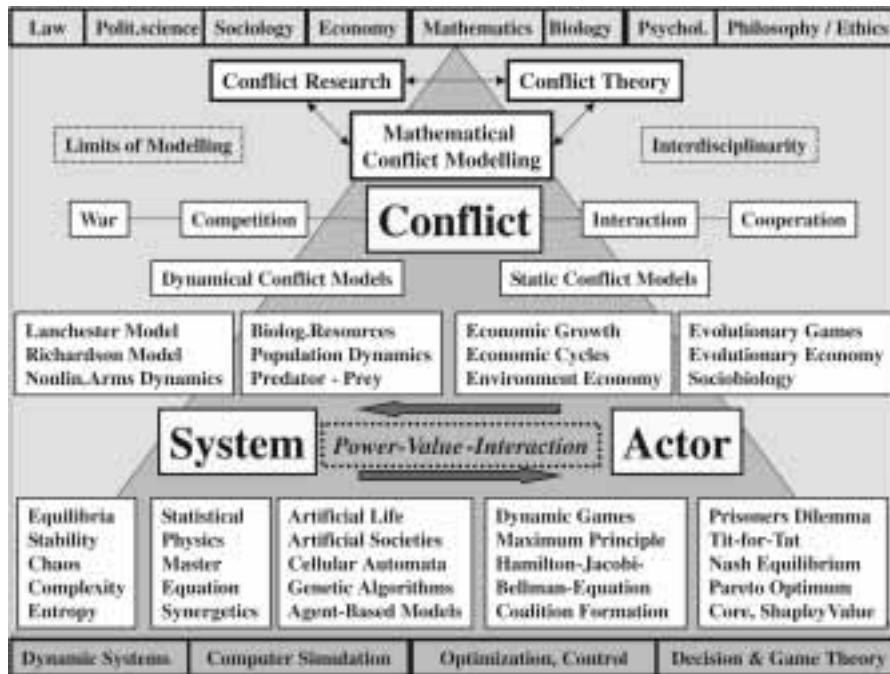 Law Polit.science Sociology Economy Mathematics Biology Psychol. Philosophy / Ethics
Conflict Research Conflict Theory
Mathematical
Conflict Modelling
Limits of Modelling Interdisciplinarity
War Competition Conflict Interaction Cooperation
Dynamical Conflict Models Static Conflict Models
Lanchester Model
Richardson Model
Nonlin.Arms Dynamics
Biolog.Resources
Population Dynamics
Predator - Prey
Economic Growth
Economic Cycles
Environment Economy
Evolutionary Games
Evolutionary Economy
Sociobiology
System Power-Value-Interaction Actor
Equilibria
Stability
Chaos
Complexity
Entropy
Statistical
Physics
Master
Equation
Synergetics
Artificial Life
Artificial Societies
Cellular Automata
Genetic Algorithms
Agent-Based Models
Dynamic Games
Maximum Principle
Hamilton-Jacobi-
Bellman-Equation
Coalition Formation
Prisoners Dilemma
Tit-for-Tat
Nash Equilibrium
Pareto Optimum
Core, ShapleyValue
Dynamic Systems Computer Simulation Optimization, Control Decision & Game Theory